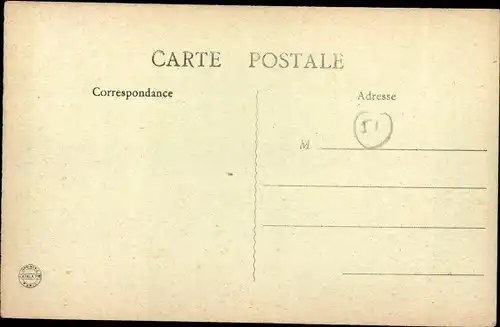 CARTE POSTALE
Correspondance
Adresse
51
M